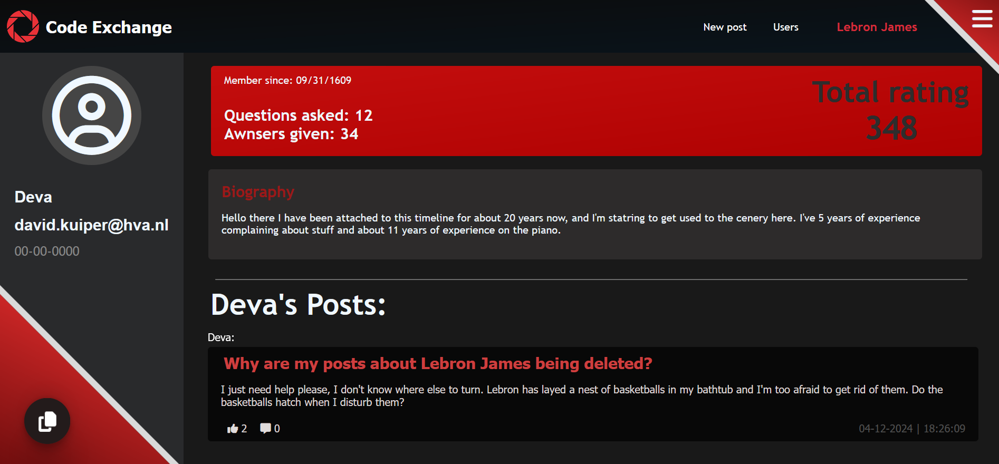 Code Exchange
New post
Users
Lebron James
Deva
david.kuiper@hva.nl
00-00-0000
Member since: 09/31/1609
Questions asked: 12
Awnsers given: 34
Total rating
348
Biography
Hello there I have been attached to this timeline for about 20 years now, and I'm statring to get used to the cenery here. I've 5 years of experience
complaining about stuff and about 11 years of experience on the piano.
Deva's Posts:
Deva:
Why are my posts about Lebron James being deleted?
I just need help please, I don't know where else to turn. Lebron has layed a nest of basketballs in my bathtub and I'm too afraid to get rid of them. Do the
basketballs hatch when I disturb them?
2
0
04-12-2024 | 18:26:09